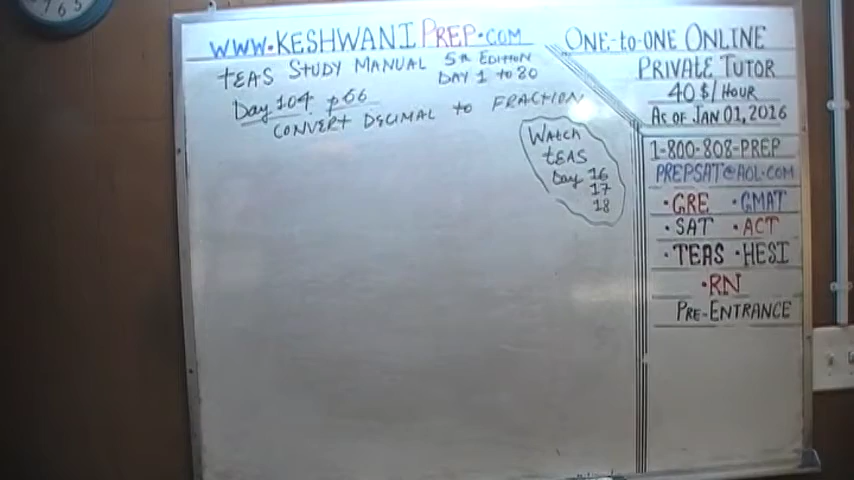 WWW.KESHWANIPREP.COM
TEAS STUDY MANUAL 5th EDITION
DAY 1 TO 80
Day 104 p66
CONVERT DECIMAL to FRACTION
WATCH
tEAS
Day 16
17
18
ONE-to-ONE ONLINE
PRIVATE TUTOR
40 $/HOUR
AS OF JAN 01, 2016
1-800-808-PREP
PREPSAT@AOL.COM
•GRE •GMAT
•SAT •ACT
•TEAS •HESI
•RN
PRE-ENTRANCE